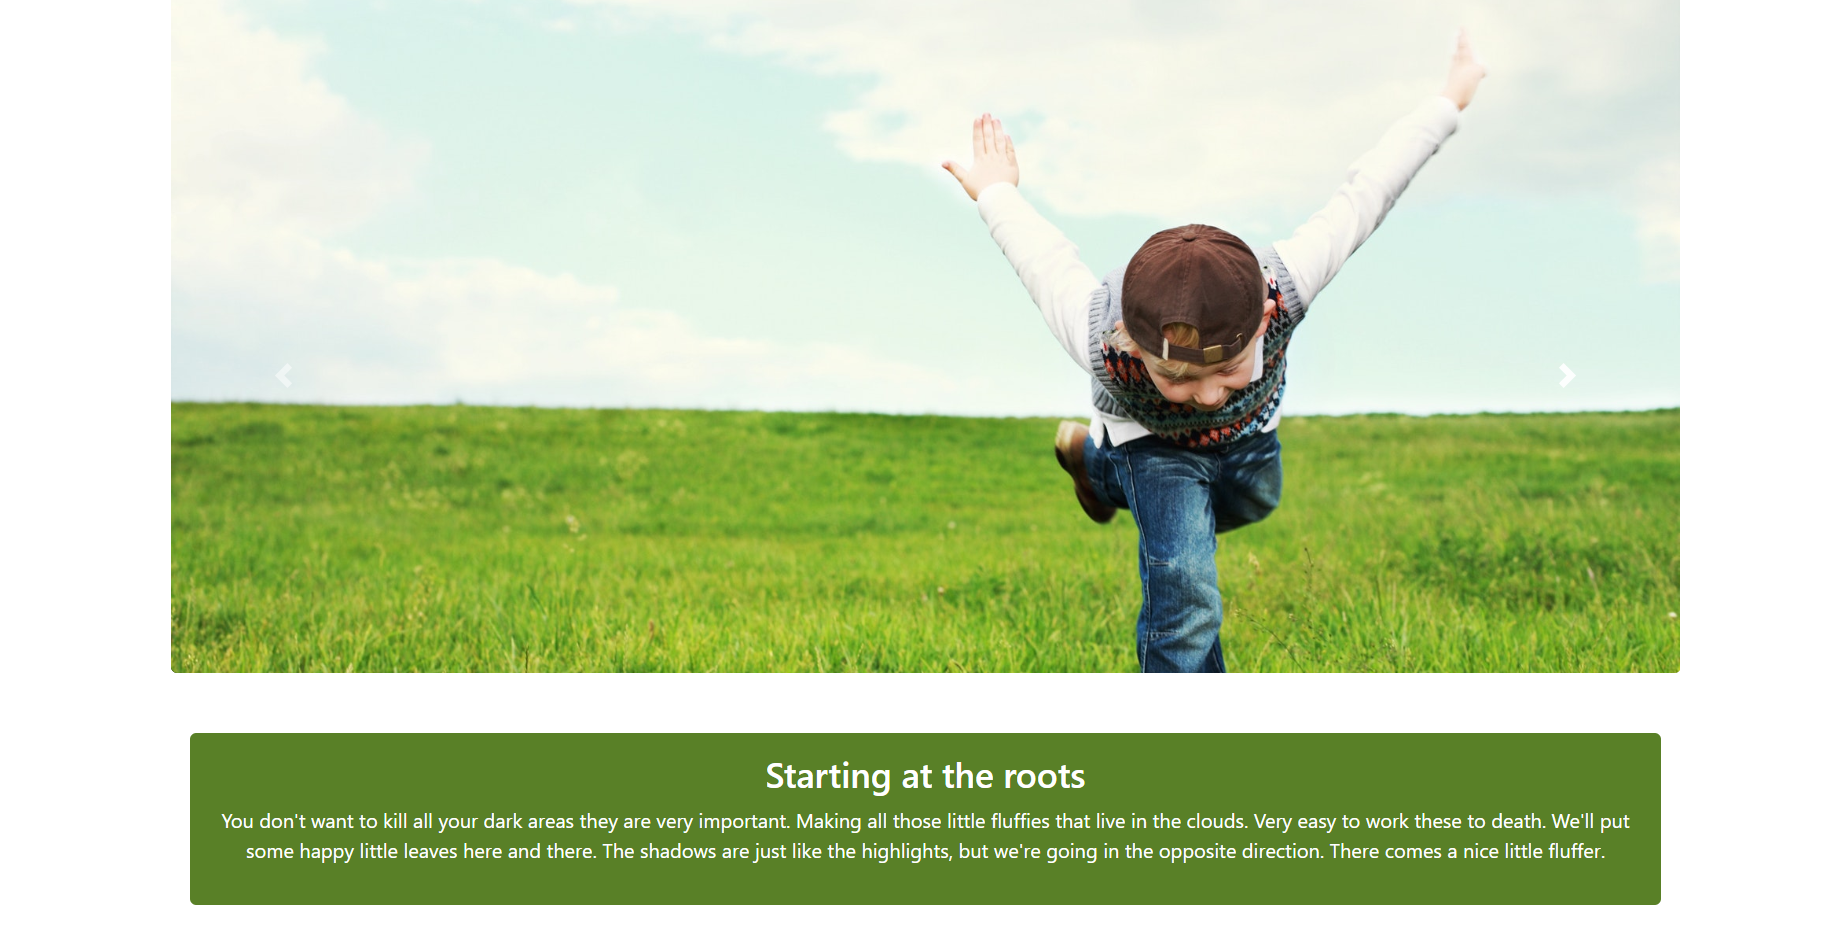 Starting at the roots
You don't want to kill all your dark areas they are very important. Making all those little fluffies that live in the clouds. Very easy to work these to death. We'll put
some happy little leaves here and there. The shadows are just like the highlights, but we're going in the opposite direction. There comes a nice little fluffer.